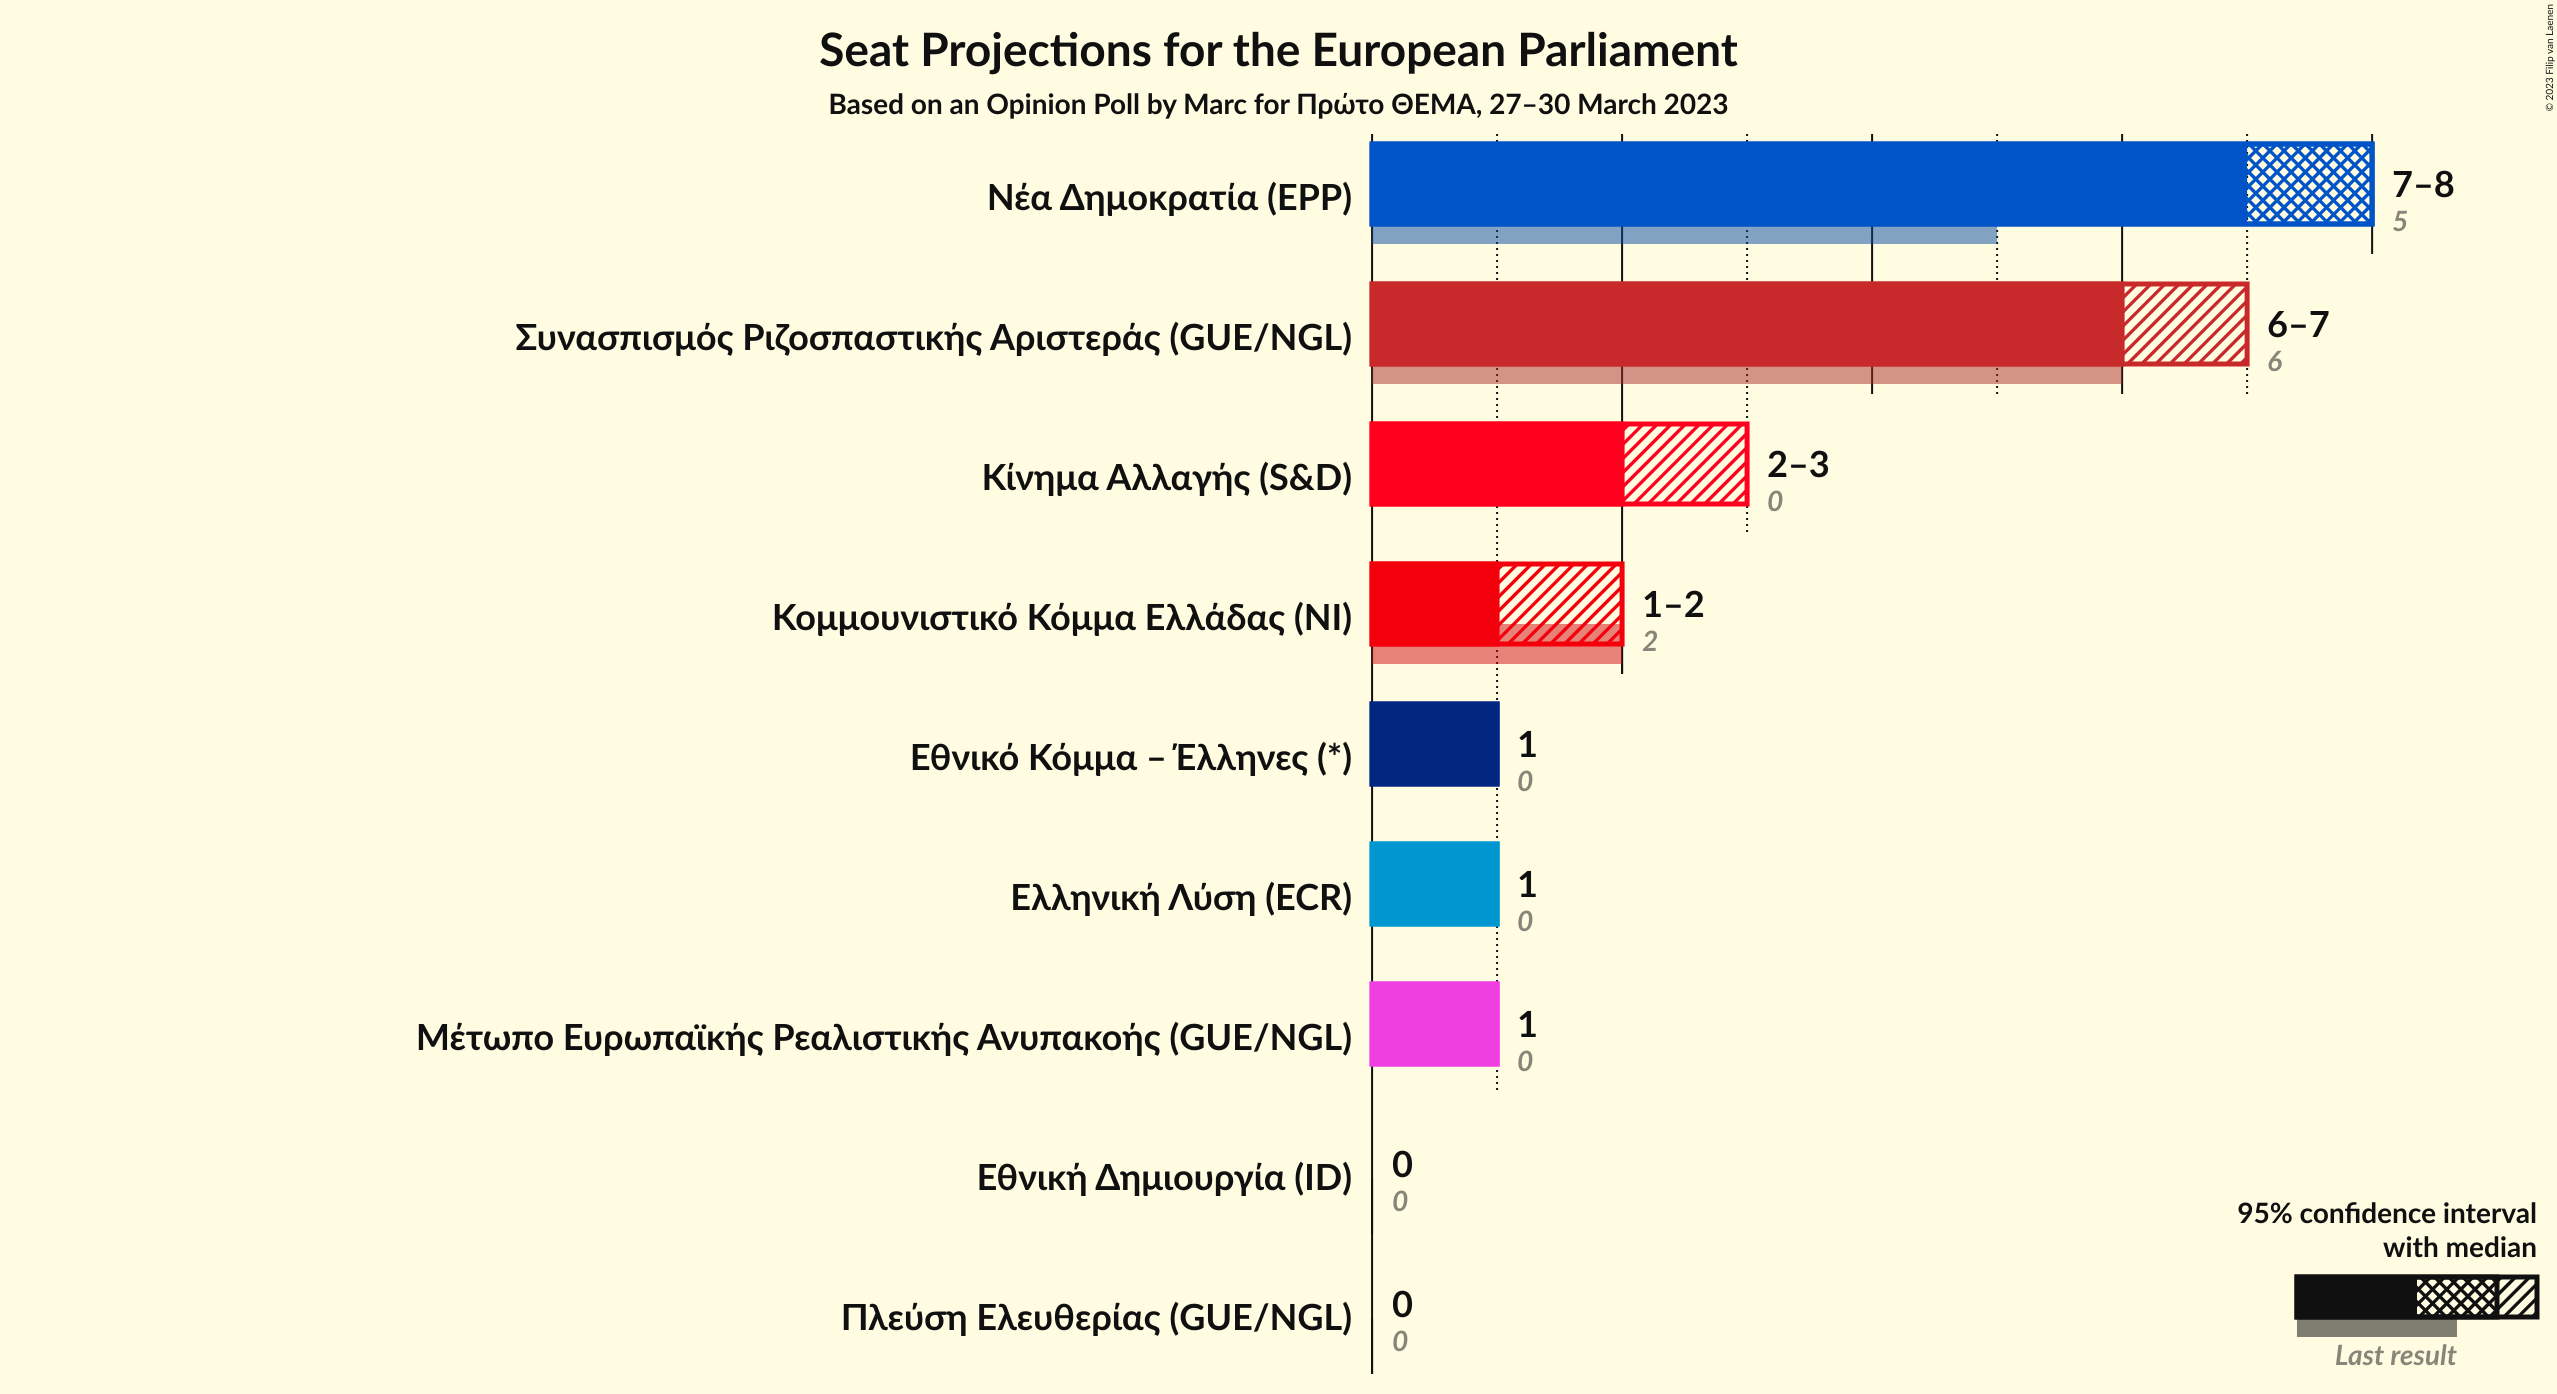 Seat Projections for the European Parliament
Based on an Opinion Poll by Marc for Πρώτο ΘΕΜΑ, 27–30 March 2023
© 2023 Filip van Laenen
Νέα Δημοκρατία (EPP)
7–8
5
Συνασπισμός Ριζοσπαστικής Αριστεράς (GUE/NGL)
6–7
6
Κίνημα Αλλαγής (S&D)
2–3
0
Κομμουνιστικό Κόμμα Ελλάδας (NI)
1–2
2
Εθνικό Κόμμα – Έλληνες (*)
1
0
Ελληνική Λύση (ECR)
1
0
Μέτωπο Ευρωπαϊκής Ρεαλιστικής Ανυπακοής (GUE/NGL)
1
0
Εθνική Δημιουργία (ID)
0
0
Πλεύση Ελευθερίας (GUE/NGL)
0
0
95% confidence interval
with median
Last result